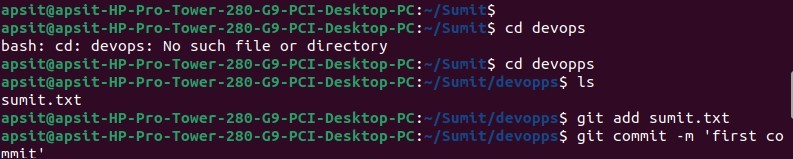 apsit@apsit-HP-Pro-Tower-280-G9-PCI-Desktop-PC:~/Sumit$
apsit@apsit-HP-Pro-Tower-280-G9-PCI-Desktop-PC:~/Sumit$ cd devops
bash: cd: devops: No such file or directory
apsit@apsit-HP-Pro-Tower-280-G9-PCI-Desktop-PC:~/Sumit$ cd devopps
apsit@apsit-HP-Pro-Tower-280-G9-PCI-Desktop-PC:~/Sumit/devopps$ ls
sumit.txt
apsit@apsit-HP-Pro-Tower-280-G9-PCI-Desktop-PC:~/Sumit/devopps$ git add sumit.txt
apsit@apsit-HP-Pro-Tower-280-G9-PCI-Desktop-PC:~/Sumit/devopps$ git commit -m 'first co
mmit'